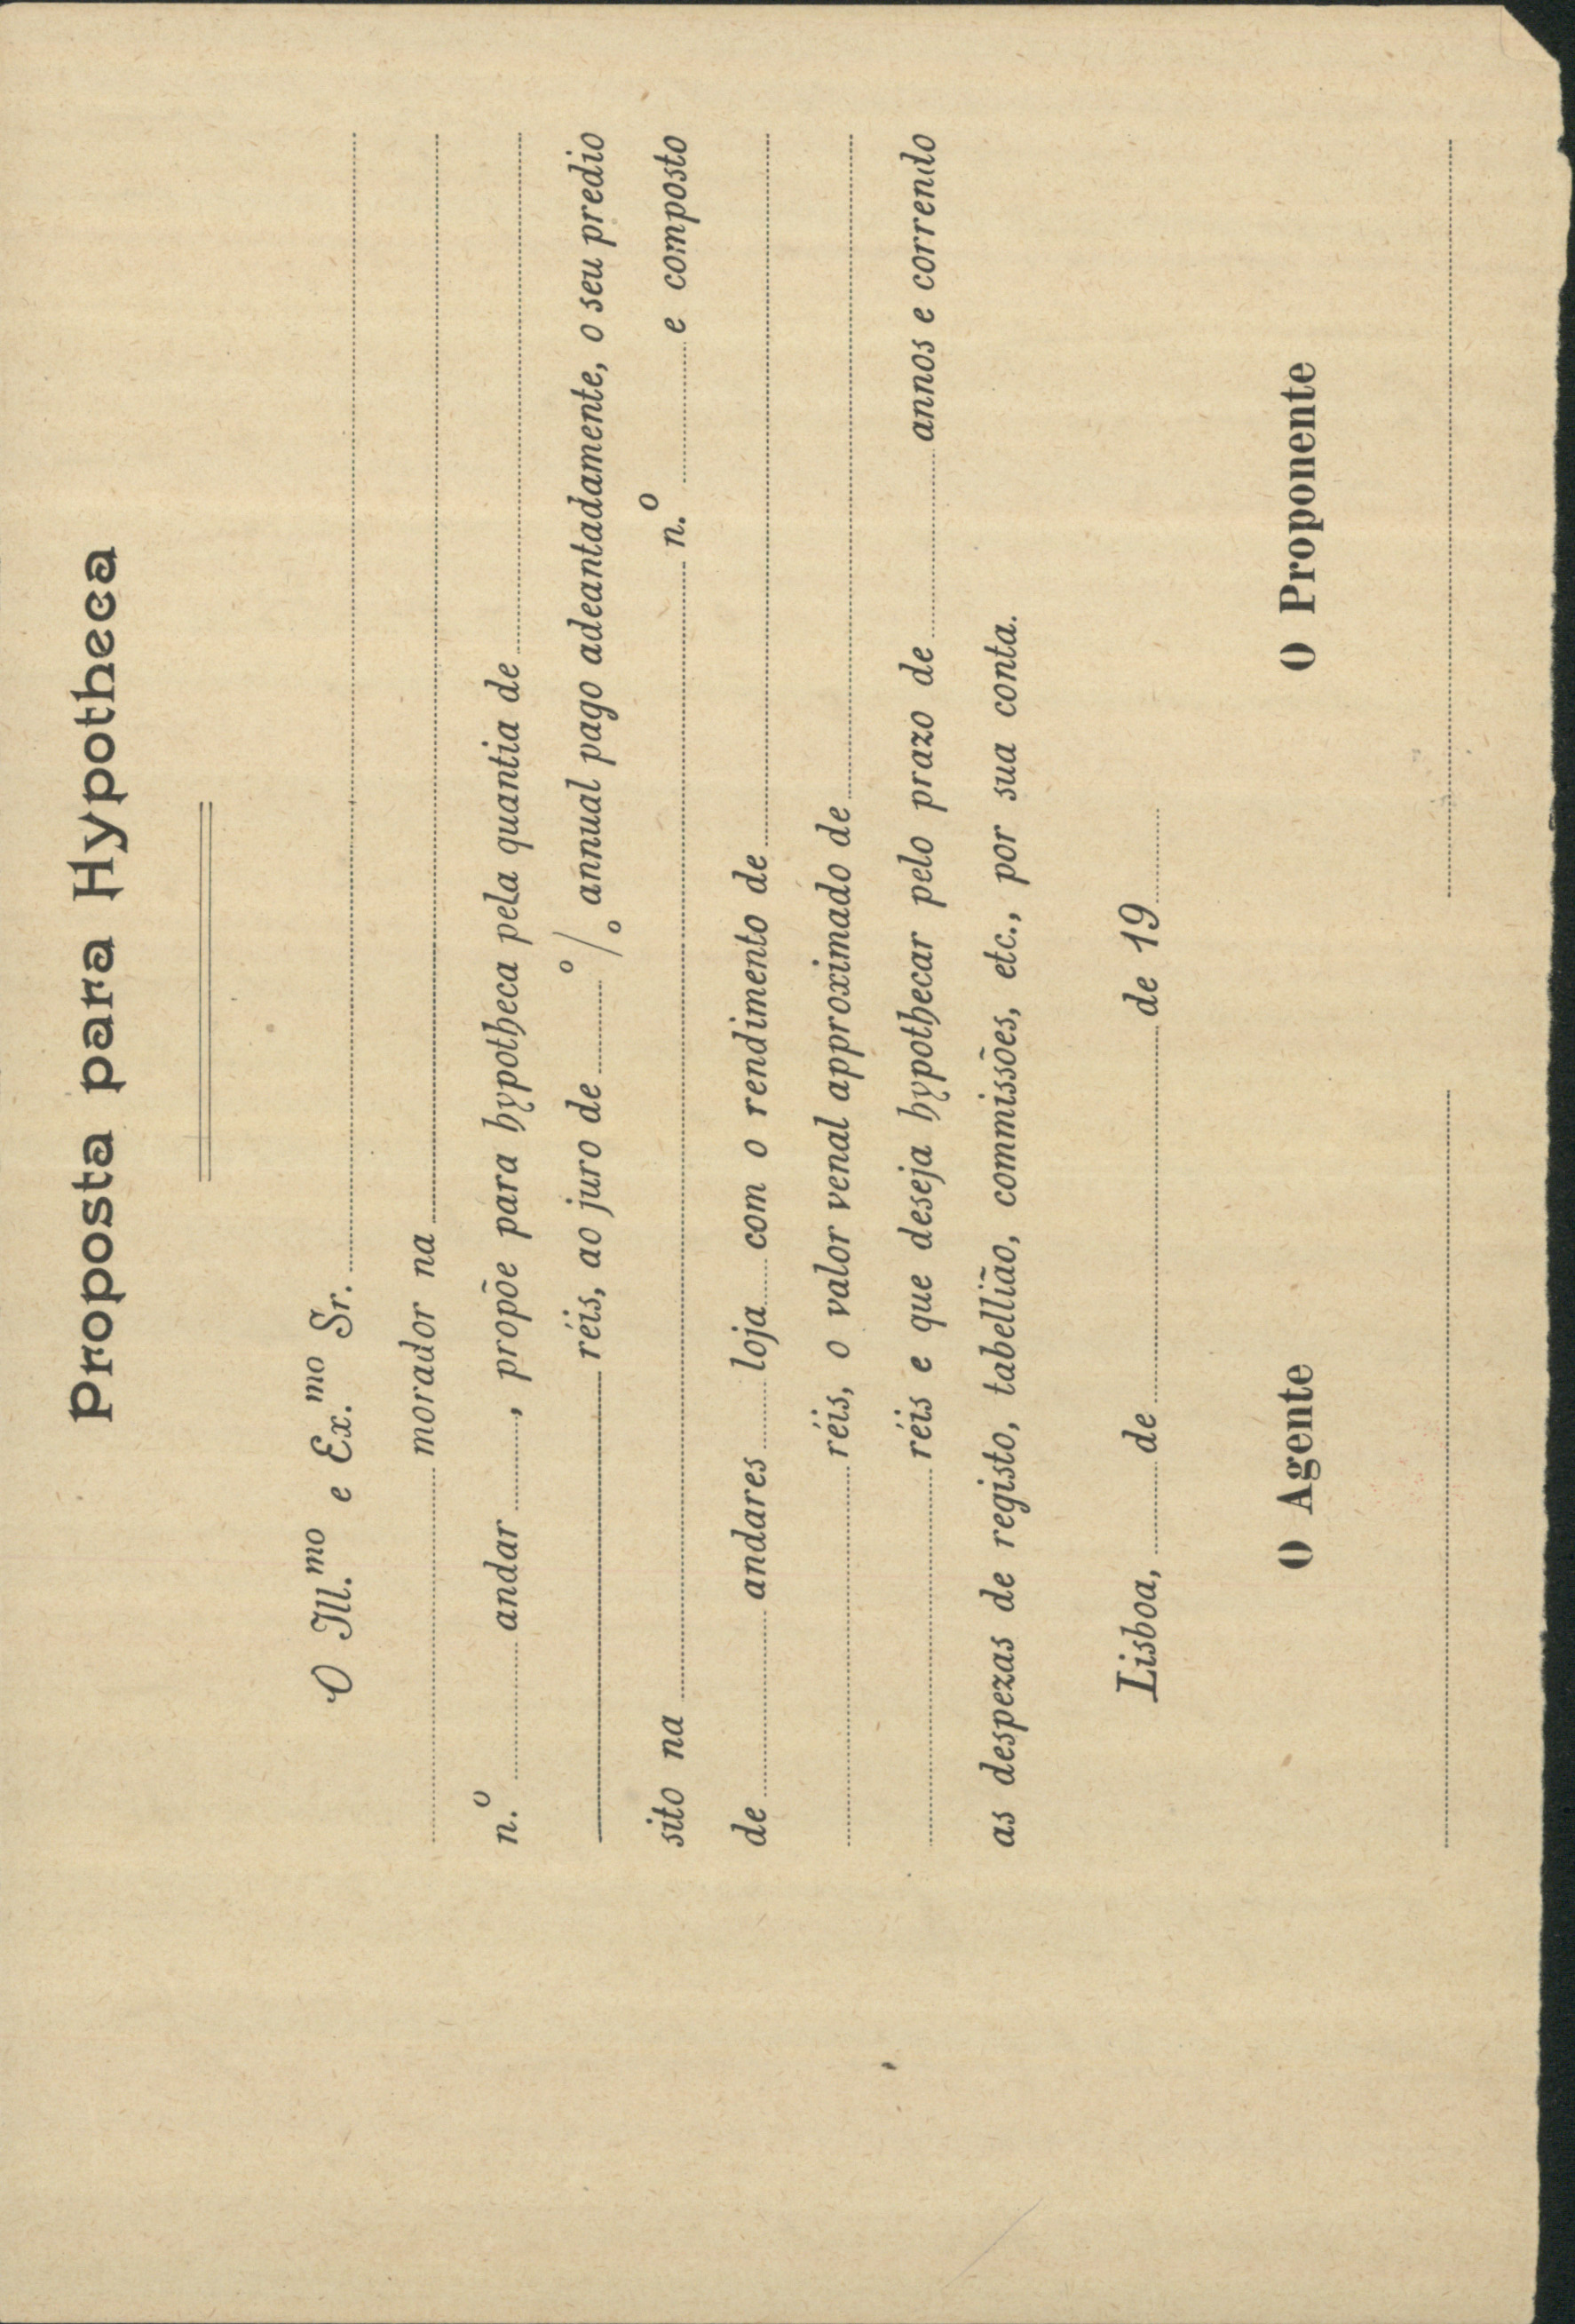 Proposta para Hypotheca
O Ill.mo e Ex.mo Sr. ........................
........................ morador na ........................
n.º ............ andar ........, propõe para hypotheca pela quantia de ........................
........................ réis, ao juro de ........ º/o annual pago adeantadamente, o seu predio
sito na ........................ n.º ............ e composto
de ............ andares ...... loja ...... com o rendimento de ........................
........................ réis, o valor venal approximado de ........................
........................ réis e que deseja hypothecar pelo prazo de ............ annos e correndo
as despezas de registo, tabellião, commissões, etc., por sua conta.
Lisboa, ........ de ........................ de 19........
O Agente O Proponente
........................ ........................